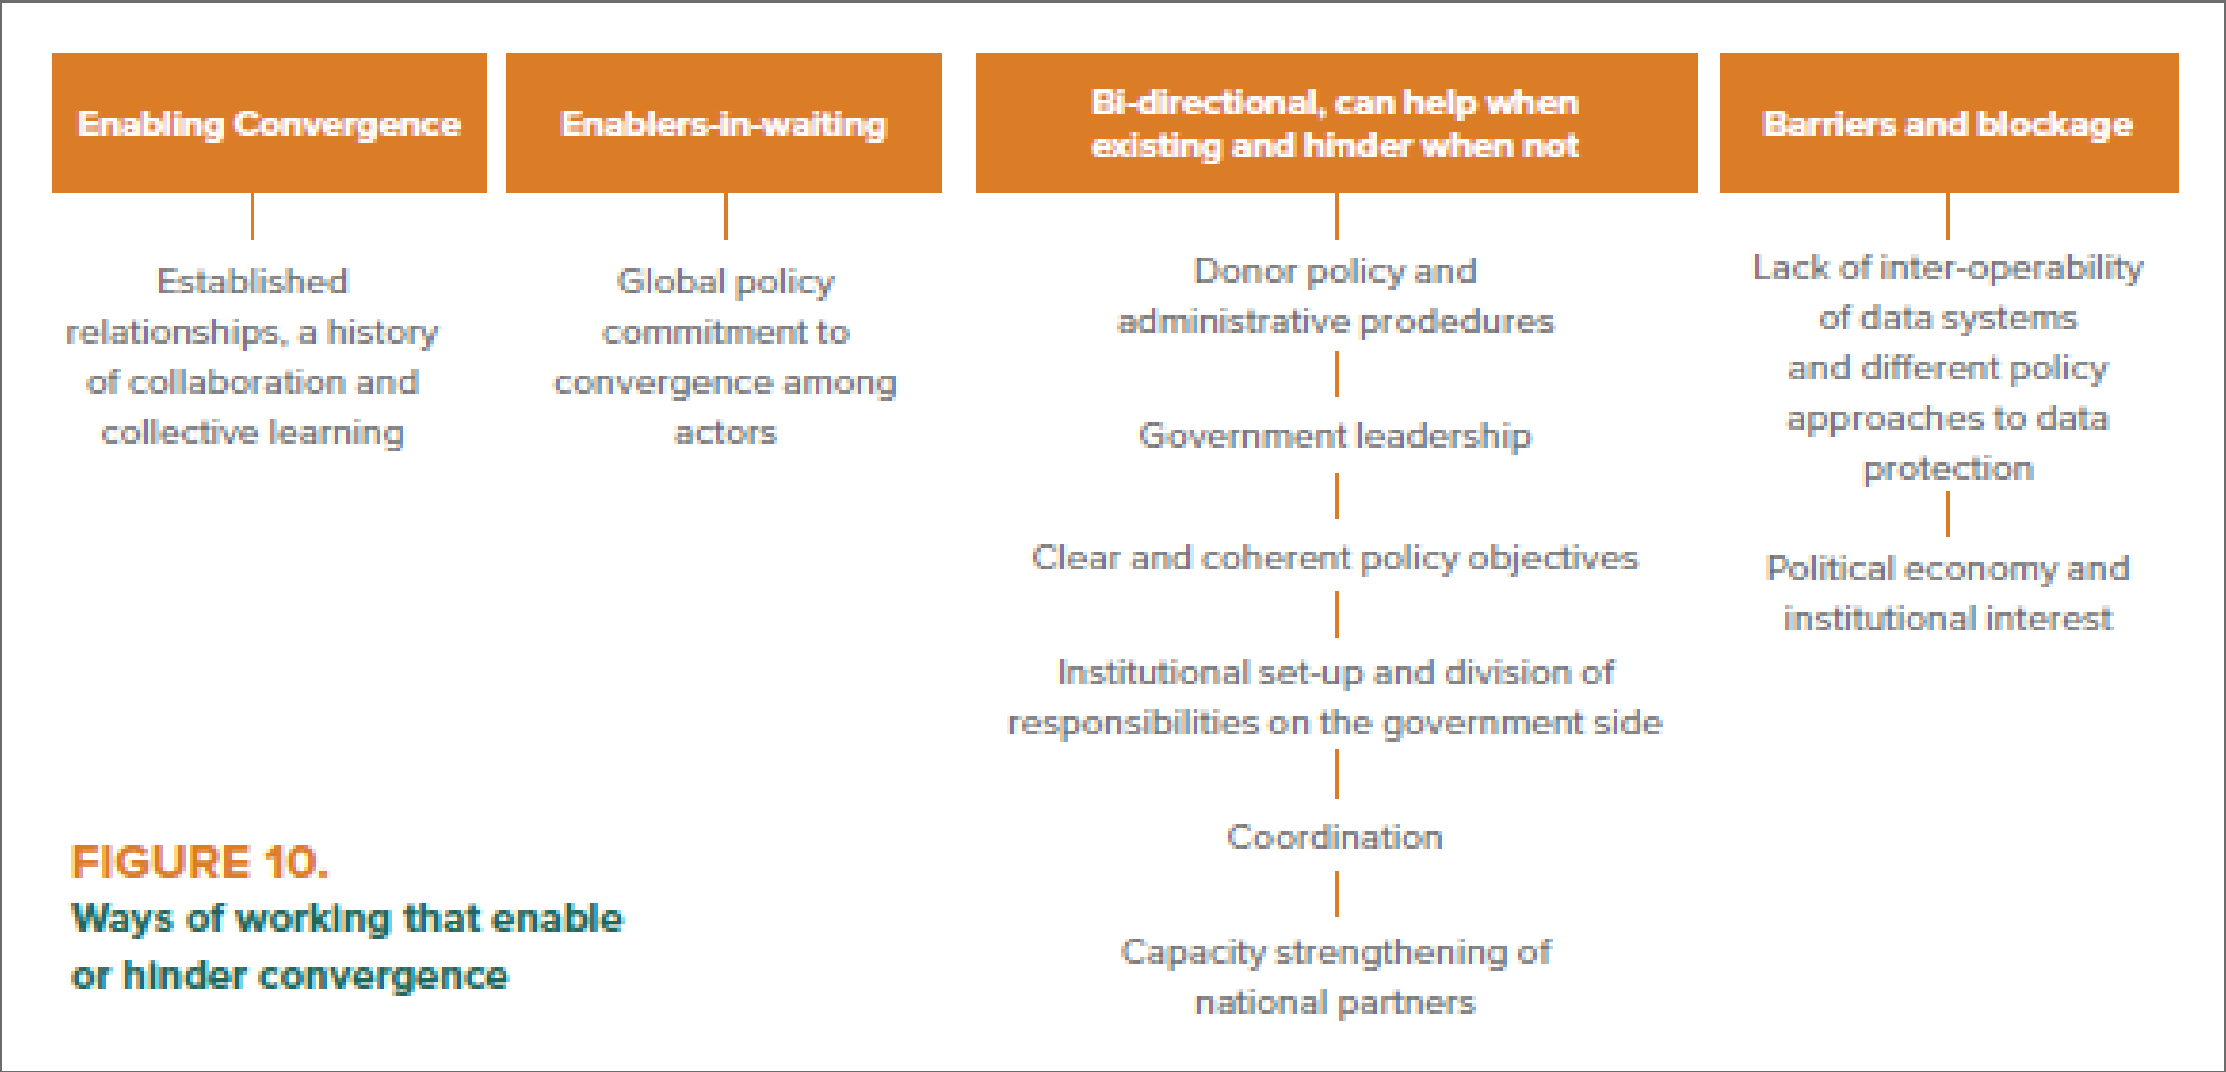 Enabling Convergence
Established
relationships, a history
of collaboration and
collective learning
Enablers-in-waiting
Global policy
commitment to
convergence among
actors
Bi-directional, can help when
existing and hinder when not
Donor policy and
administrative prodedures
Government leadership
Clear and coherent policy objectives
Institutional set-up and division of
responsibilities on the government side
Coordination
Capacity strengthening of
national partners
Barriers and blockage
Lack of inter-operability
of data systems
and different policy
approaches to data
protection
Political economy and
institutional interest
FIGURE 10.
Ways of working that enable
or hinder convergence